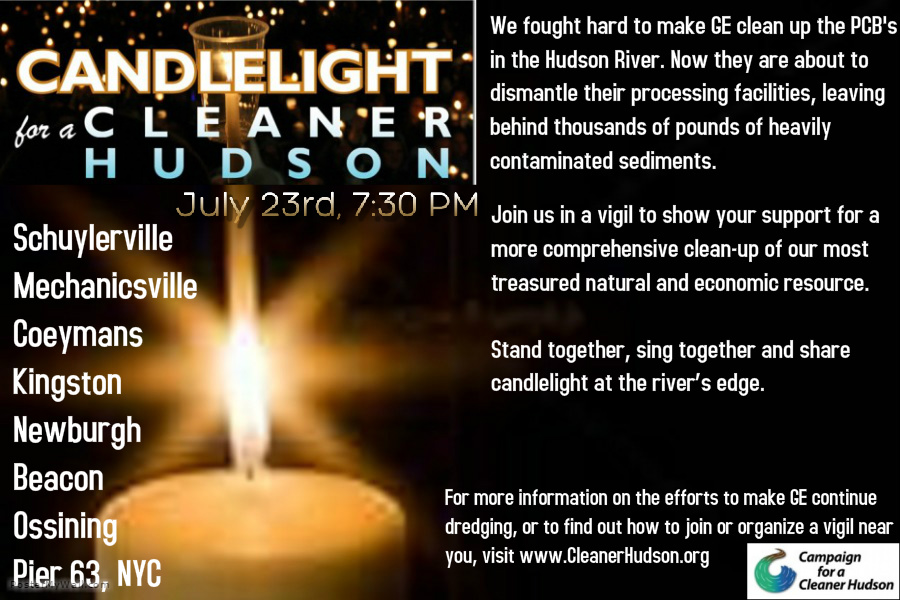 CANDLELIGHT
for a CLEANER
HUDSON
July 23rd, 7:30 PM
Schuylerville
Mechanicsville
Coeymans
Kingston
Newburgh
Beacon
Ossining
Pier 63, NYC
We fought hard to make GE clean up the PCB's
in the Hudson River. Now they are about to
dismantle their processing facilities, leaving
behind thousands of pounds of heavily
contaminated sediments.
Join us in a vigil to show your support for a
more comprehensive clean-up of our most
treasured natural and economic resource.
Stand together, sing together and share
candlelight at the river's edge.
For more information on the efforts to make GE continue
dredging, or to find out how to join or organize a vigil near
you, visit www.CleanerHudson.org
Campaign
for a
Cleaner Hudson